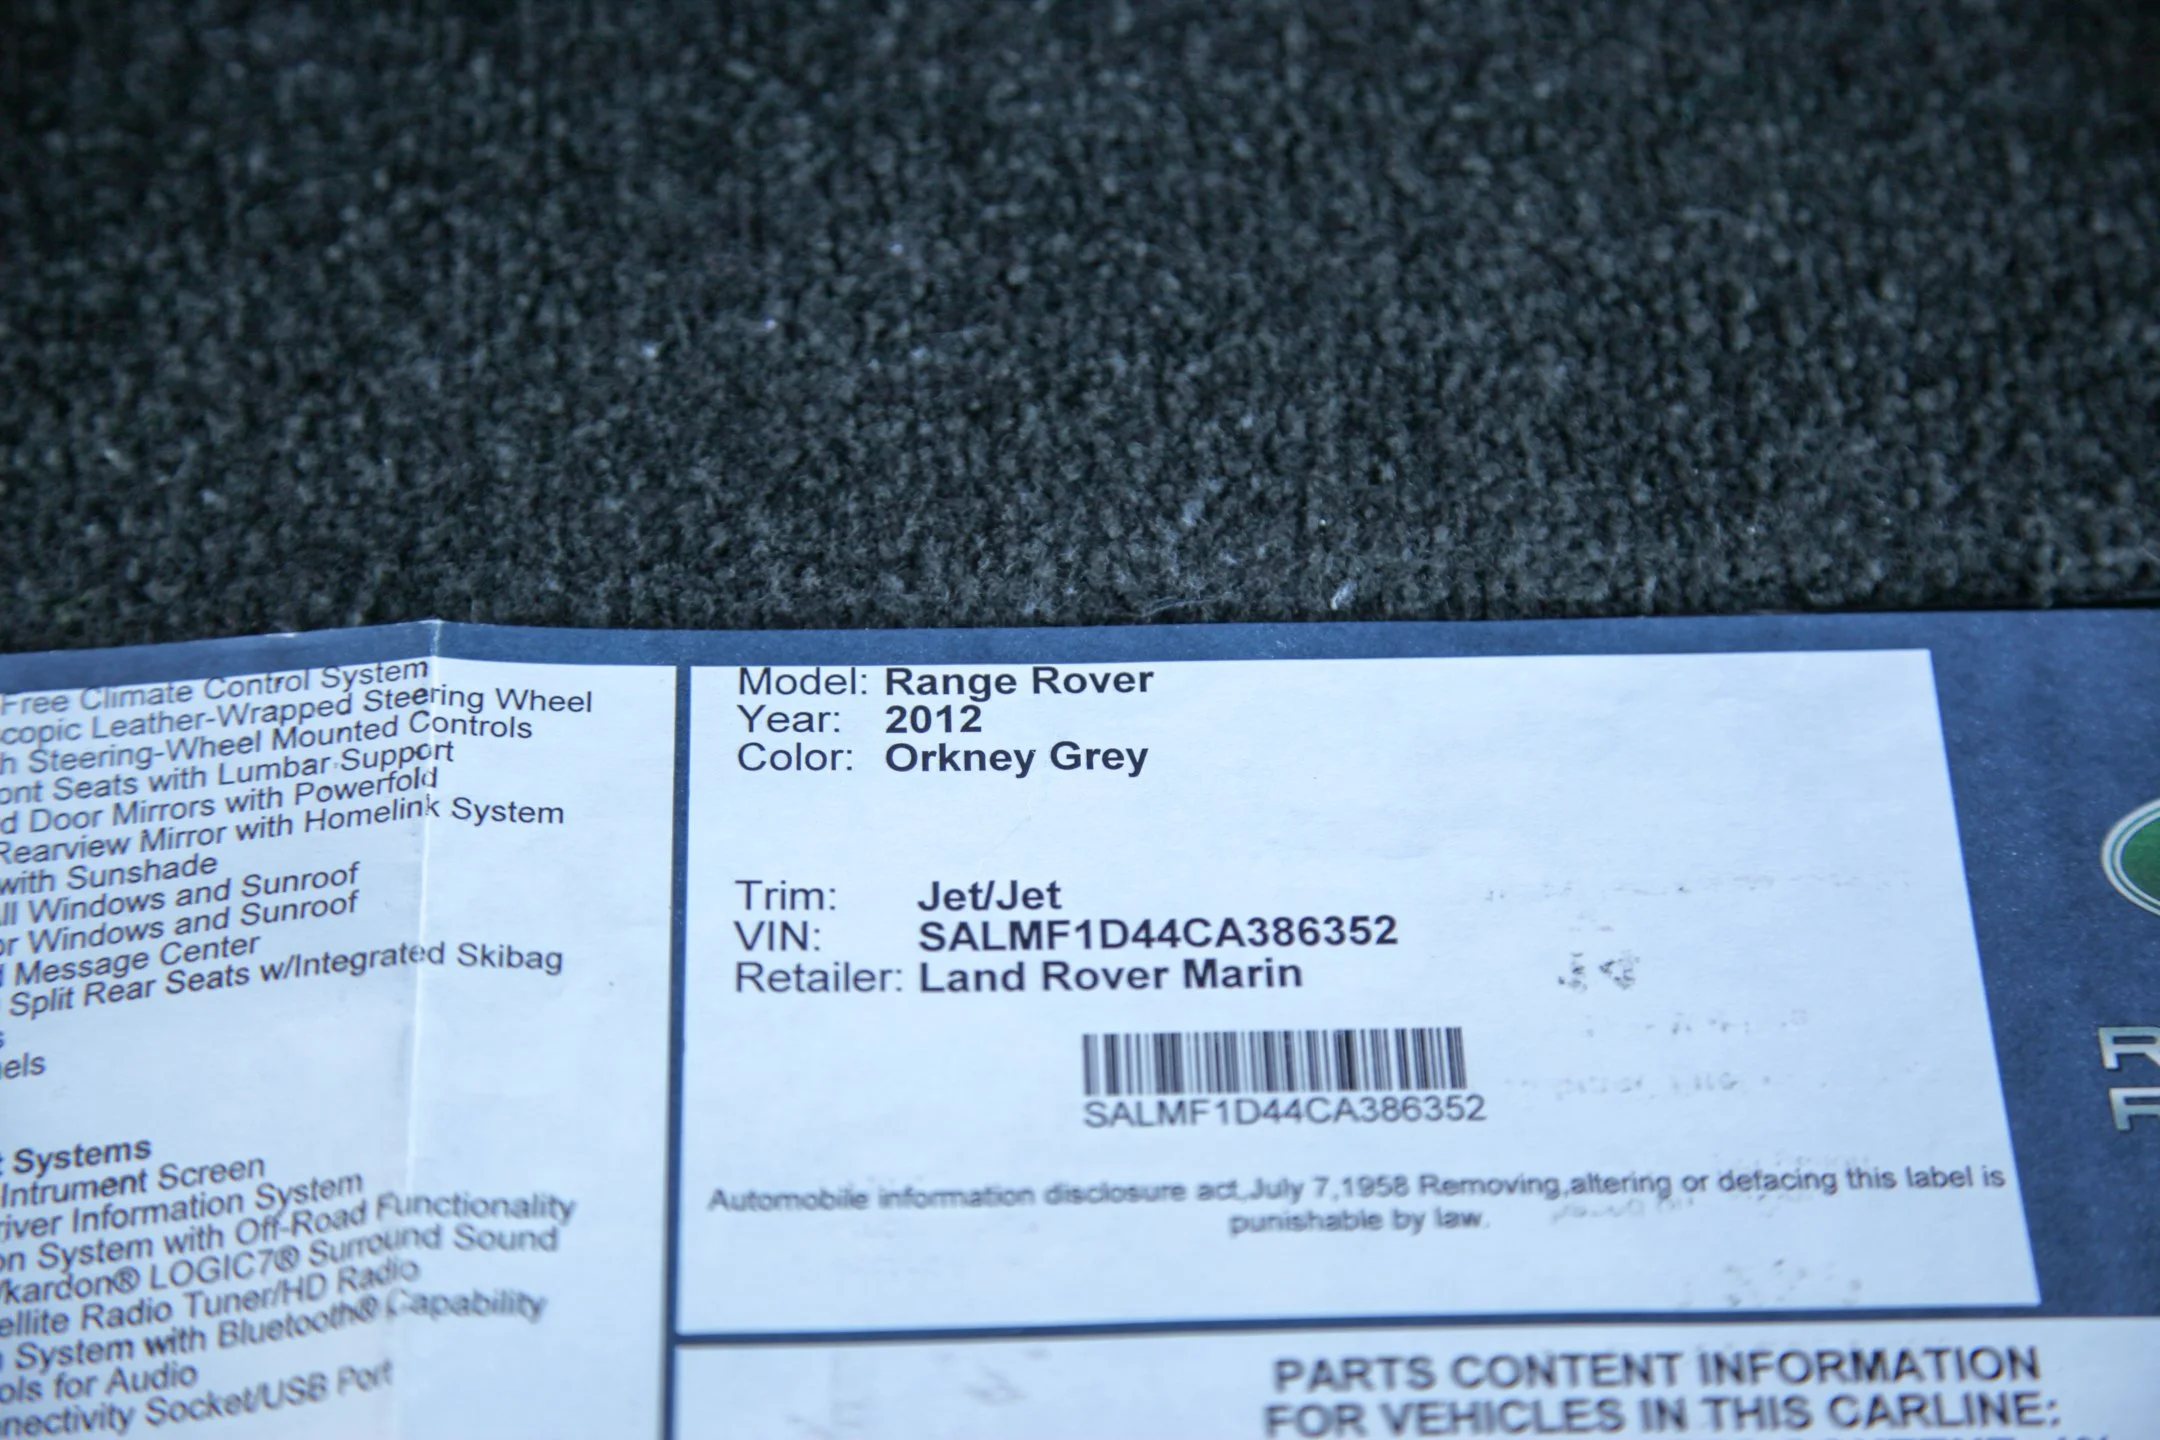 Free Climate Control System
copic Leather-Wrapped Steering Wheel
h Steering-Wheel Mounted Controls
ont Seats with Lumbar Support
d Door Mirrors with Powerfold
Rearview Mirror with Homelink System
with Sunshade
ll Windows and Sunroof
or Windows and Sunroof
Message Center
Split Rear Seats w/Integrated Skibag
els
Systems
Intrument Screen
river Information System
on System with Off-Road Functionality
/kardon® LOGIC7® Surround Sound
ellite Radio Tuner/HD Radio
System with Bluetooth® Capability
ols for Audio
nnectivity Socket/USB Port
Model: Range Rover
Year: 2012
Color: Orkney Grey
Trim: Jet/Jet
VIN: SALMF1D44CA386352
Retailer: Land Rover Marin
SALMF1D44CA386352
Automobile information disclosure act,July 7,1958 Removing,altering or defacing this label is
punishable by law.
PARTS CONTENT INFORMATION
FOR VEHICLES IN THIS CARLINE:
R
R